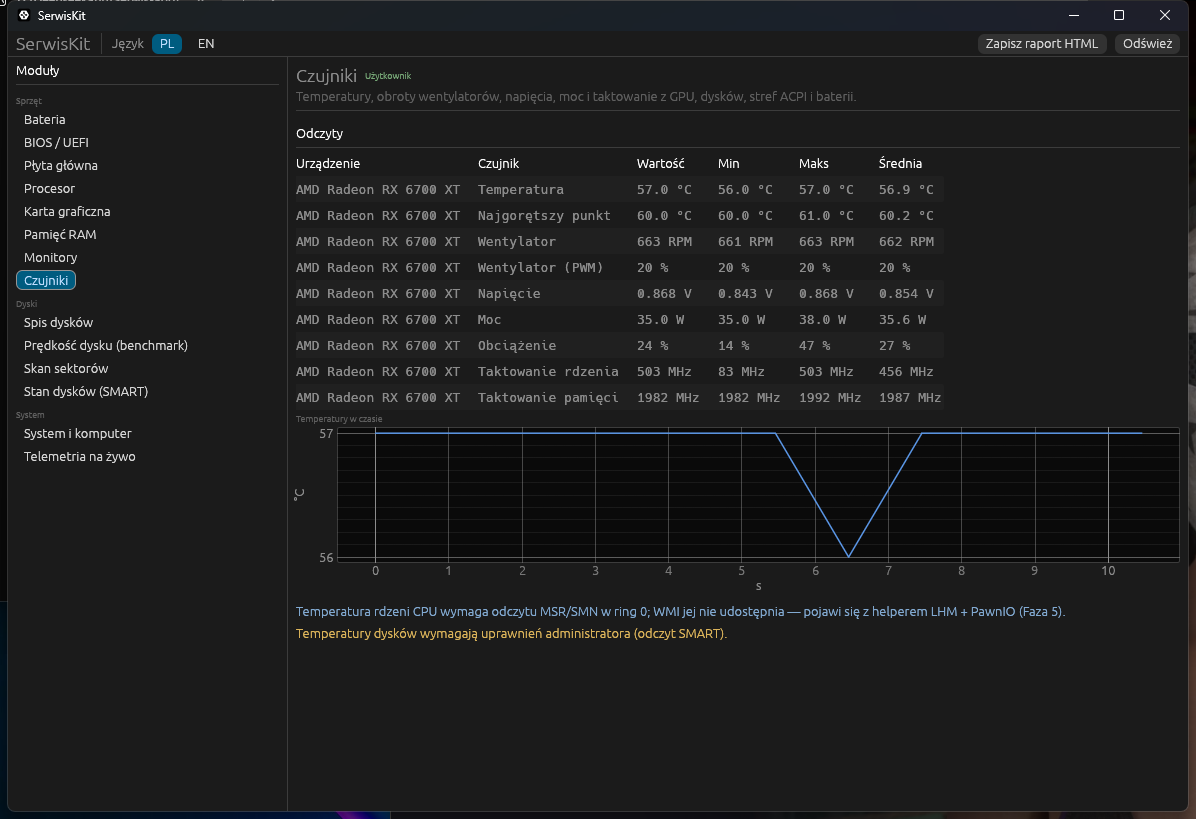 SerwisKit
SerwisKit Język PL EN Zapisz raport HTML Odśwież
Moduły
Sprzęt
Bateria
BIOS / UEFI
Płyta główna
Procesor
Karta graficzna
Pamięć RAM
Monitory
Czujniki
Dyski
Spis dysków
Prędkość dysku (benchmark)
Skan sektorów
Stan dysków (SMART)
System
System i komputer
Telemetria na żywo
Czujniki Użytkownik
Temperatury, obroty wentylatorów, napięcia, moc i taktowanie z GPU, dysków, stref ACPI i baterii.
Odczyty
Urządzenie Czujnik Wartość Min Maks Średnia
AMD Radeon RX 6700 XT Temperatura 57.0 °C 56.0 °C 57.0 °C 56.9 °C
AMD Radeon RX 6700 XT Najgorętszy punkt 60.0 °C 60.0 °C 61.0 °C 60.2 °C
AMD Radeon RX 6700 XT Wentylator 663 RPM 661 RPM 663 RPM 662 RPM
AMD Radeon RX 6700 XT Wentylator (PWM) 20 % 20 % 20 % 20 %
AMD Radeon RX 6700 XT Napięcie 0.868 V 0.843 V 0.868 V 0.854 V
AMD Radeon RX 6700 XT Moc 35.0 W 35.0 W 38.0 W 35.6 W
AMD Radeon RX 6700 XT Obciążenie 24 % 14 % 47 % 27 %
AMD Radeon RX 6700 XT Taktowanie rdzenia 503 MHz 83 MHz 503 MHz 456 MHz
AMD Radeon RX 6700 XT Taktowanie pamięci 1982 MHz 1982 MHz 1992 MHz 1987 MHz
Temperatury w czasie
57
°C
56
0 1 2 3 4 5 6 7 8 9 10
s
Temperatura rdzeni CPU wymaga odczytu MSR/SMN w ring 0; WMI jej nie udostępnia — pojawi się z helperem LHM + PawnIO (Faza 5).
Temperatury dysków wymagają uprawnień administratora (odczyt SMART).